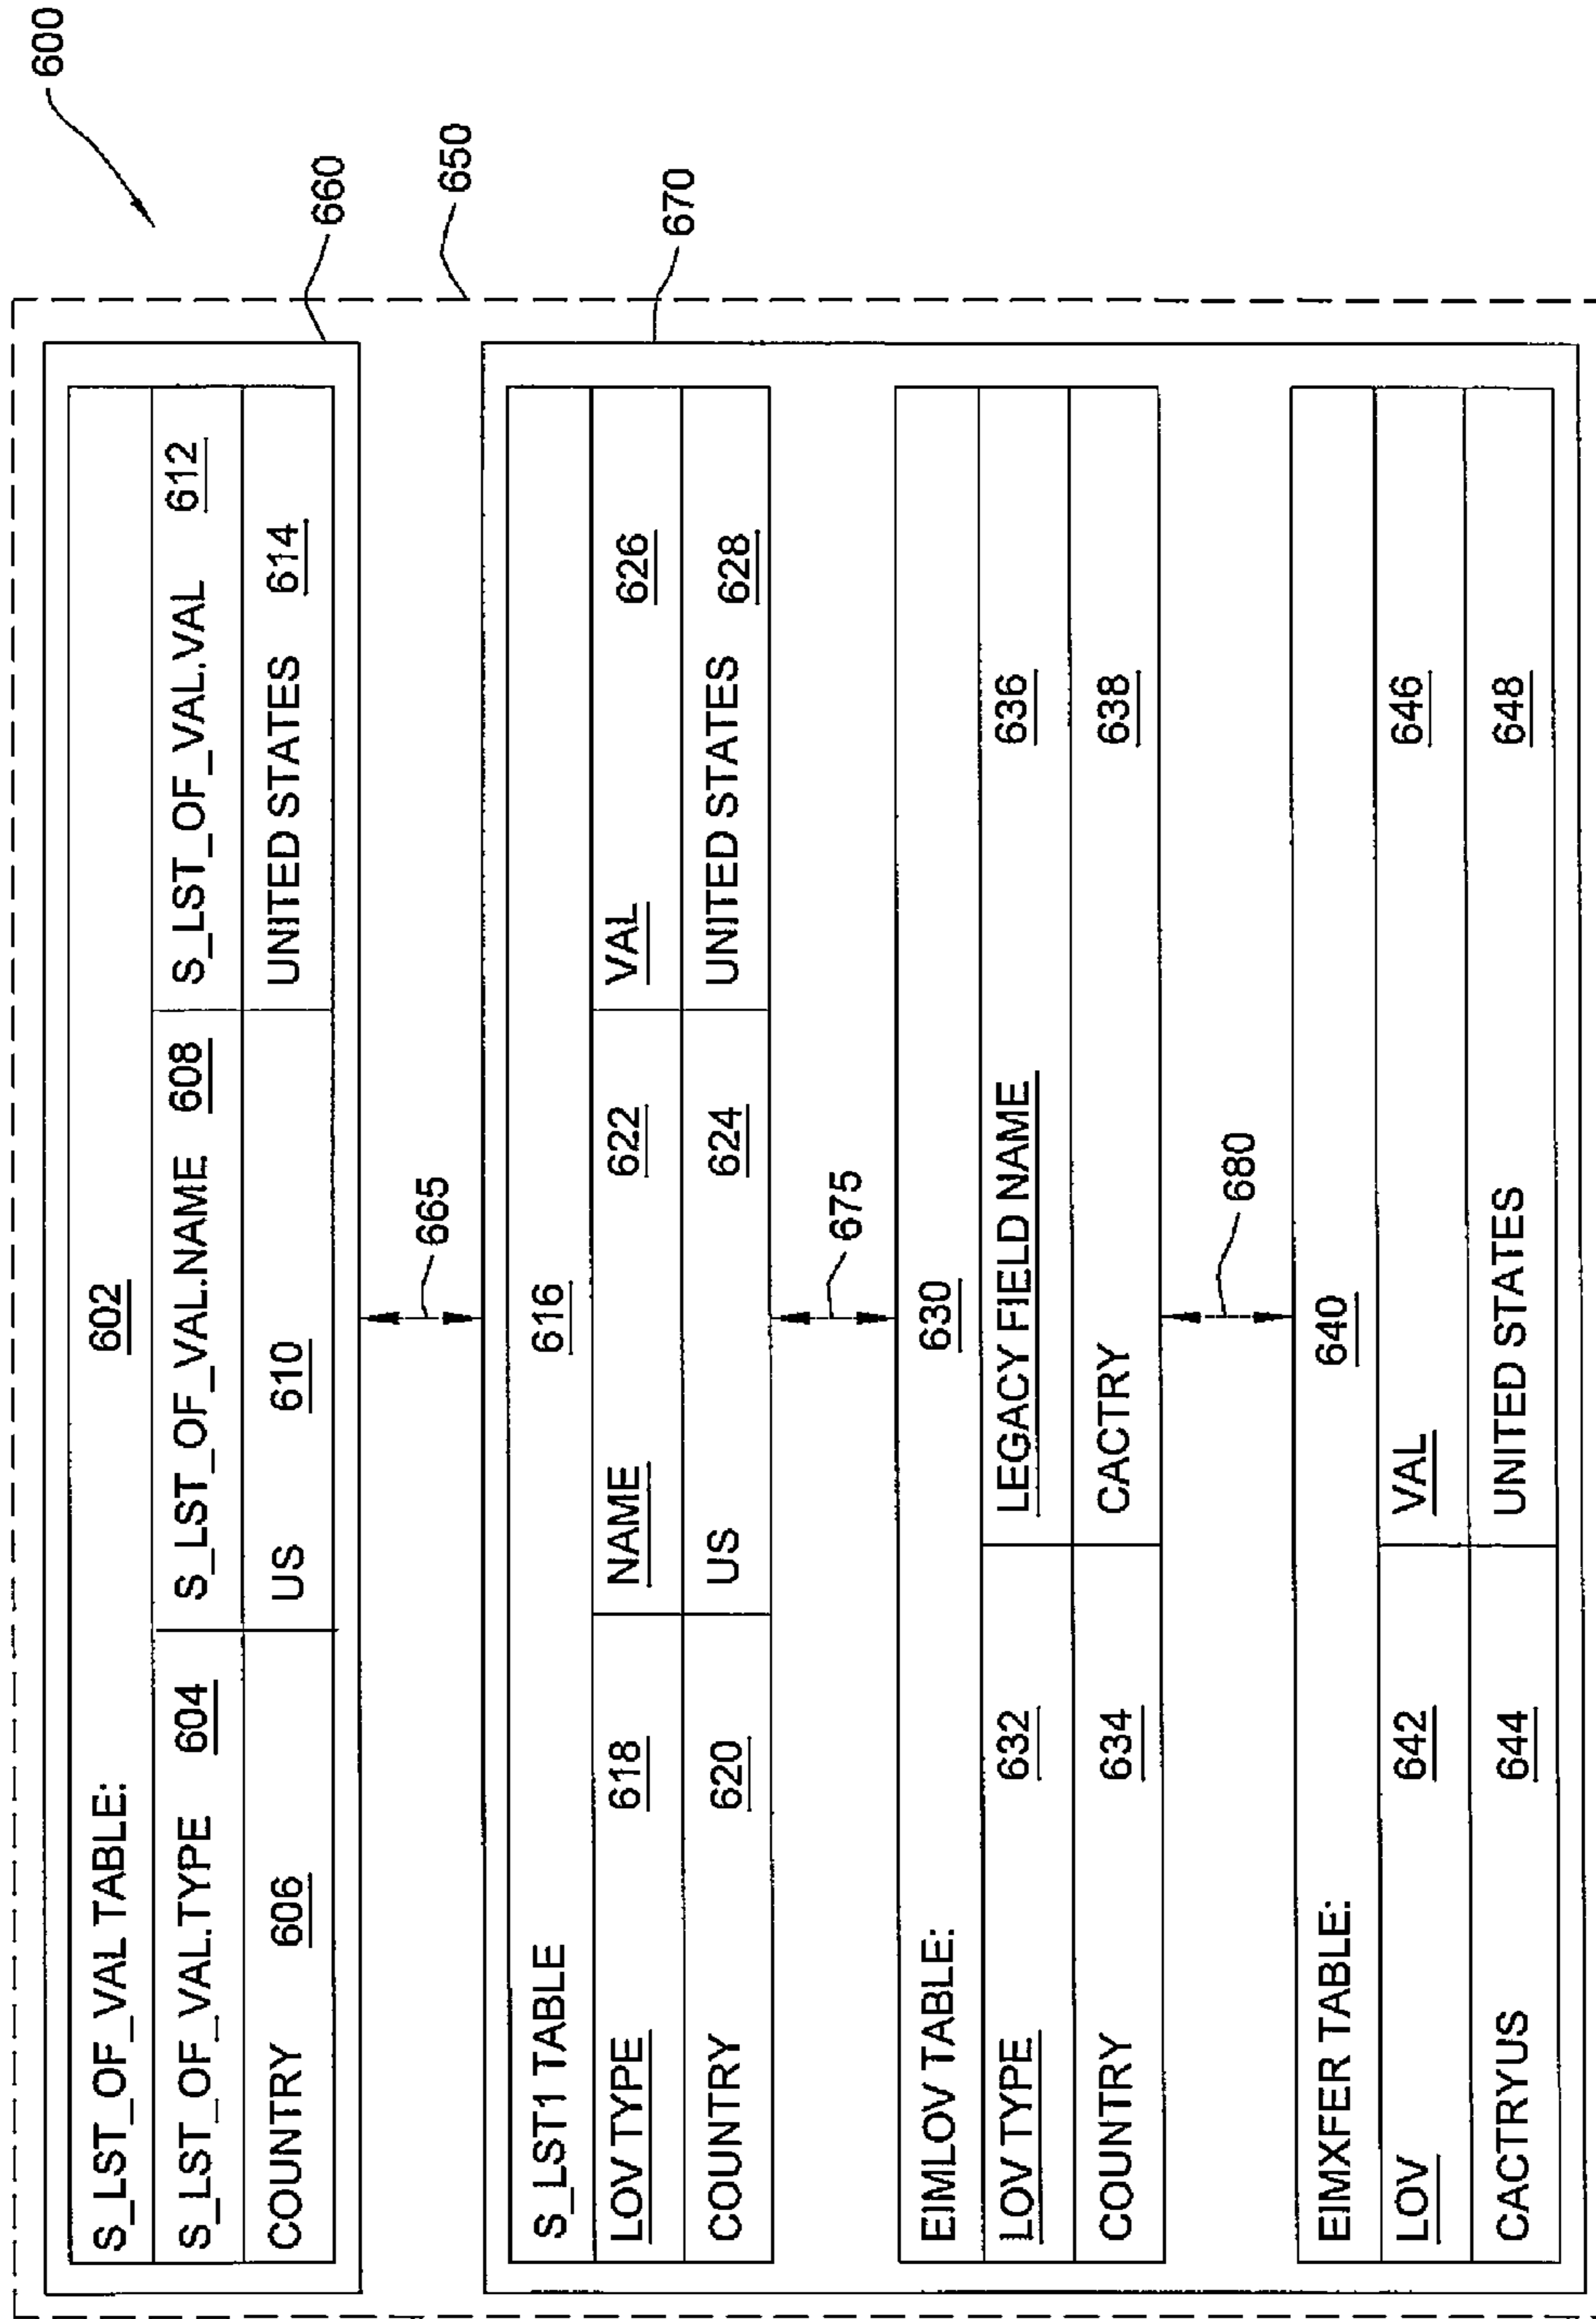 600
660
650
670
S_LST_OF_VAL TABLE: 602
S_LST_OF_VAL.TYPE 604 S_LST_OF_VAL.NAME 608 S_LST_OF_VAL.VAL 612
COUNTRY 606 US 610 UNITED STATES 614
665
S_LST1 TABLE 616
LOV TYPE 618 NAME 622 VAL 626
COUNTRY 620 US 624 UNITED STATES 628
675
EIMLOV TABLE: 630
LOV TYPE 632 LEGACY FIELD NAME 636
COUNTRY 634 CACTRY 638
680
EIMXFER TABLE: 640
LOV 642 VAL 646
CACTRYUS 644 UNITED STATES 648